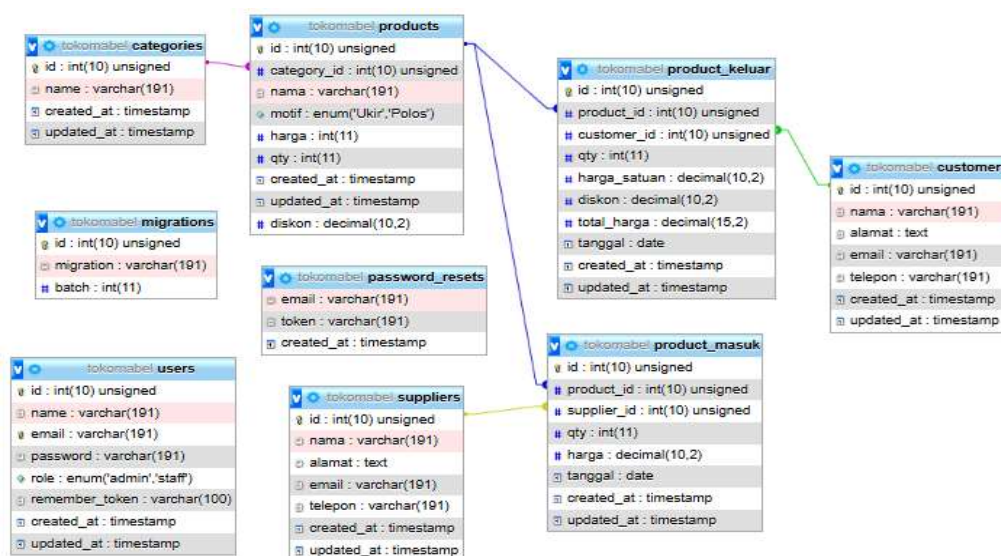 tokomabel categories
id : int(10) unsigned
name : varchar(191)
created_at : timestamp
updated_at : timestamp
tokomabel products
id : int(10) unsigned
category_id : int(10) unsigned
nama : varchar(191)
motif : enum('Ukir','Polos')
harga : int(11)
qty : int(11)
created_at : timestamp
updated_at : timestamp
diskon : decimal(10,2)
tokomabel product_keluar
id : int(10) unsigned
product_id : int(10) unsigned
customer_id : int(10) unsigned
qty : int(11)
harga_satuan : decimal(10,2)
diskon : decimal(10,2)
total_harga : decimal(15,2)
tanggal : date
created_at : timestamp
updated_at : timestamp
tokomabel customer
id : int(10) unsigned
nama : varchar(191)
alamat : text
email : varchar(191)
telepon : varchar(191)
created_at : timestamp
updated_at : timestamp
tokomabel migrations
id : int(10) unsigned
migration : varchar(191)
batch : int(11)
tokomabel password_resets
email : varchar(191)
token : varchar(191)
created_at : timestamp
tokomabel product_masuk
id : int(10) unsigned
product_id : int(10) unsigned
supplier_id : int(10) unsigned
qty : int(11)
harga : decimal(10,2)
tanggal : date
created_at : timestamp
updated_at : timestamp
tokomabel users
id : int(10) unsigned
name : varchar(191)
email : varchar(191)
password : varchar(191)
role : enum('admin','staff')
remember_token : varchar(100)
created_at : timestamp
updated_at : timestamp
tokomabel suppliers
id : int(10) unsigned
nama : varchar(191)
alamat : text
email : varchar(191)
telepon : varchar(191)
created_at : timestamp
updated_at : timestamp